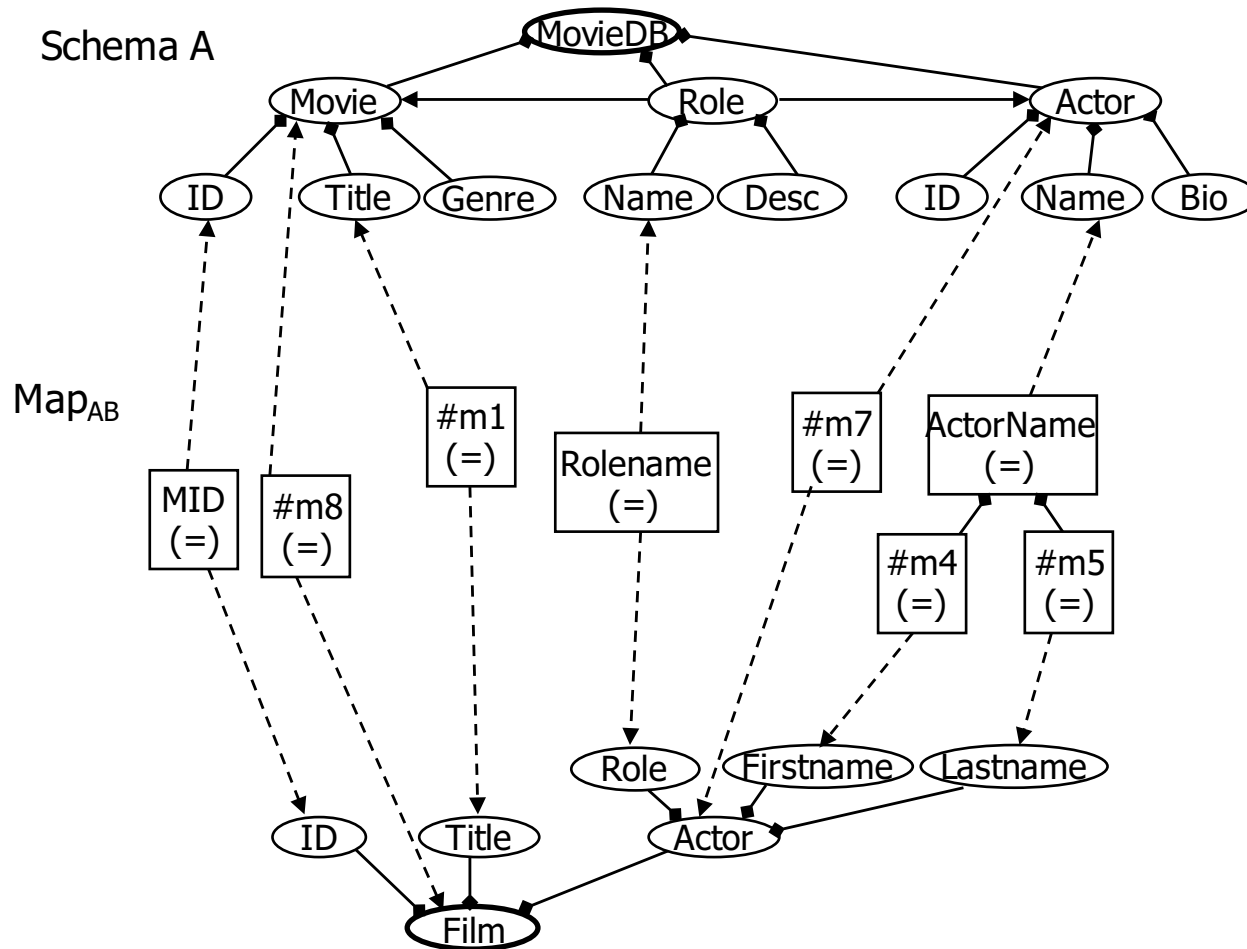 Schema A
MovieDB
Movie
Role
Actor
ID
Title
Genre
Name
Desc
ID
Name
Bio
Map_AB
#m1
(=)
#m7
(=)
ActorName
(=)
Rolename
(=)
MID
(=)
#m8
(=)
#m4
(=)
#m5
(=)
Role
Firstname
Lastname
ID
Title
Actor
Film